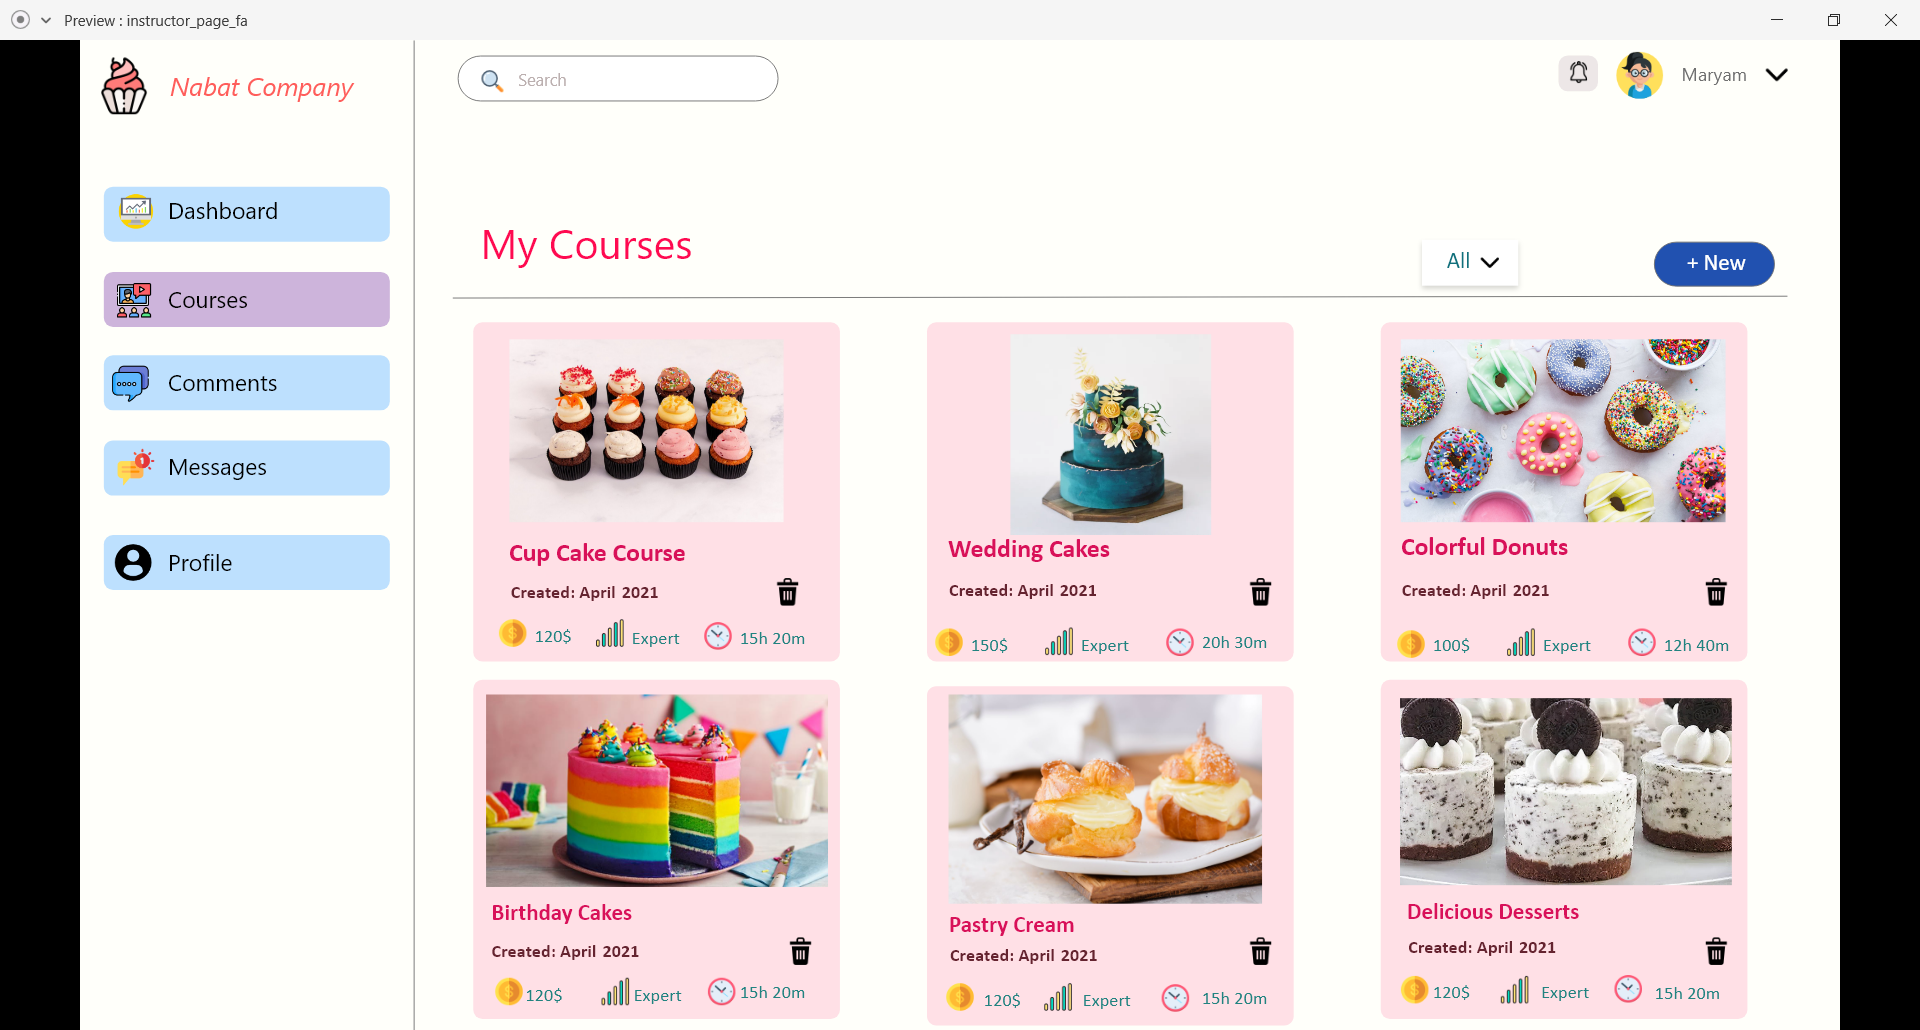 Preview : instructor_page_fa
Nabat Company
Search
Maryam
Dashboard
Courses
Comments
Messages
Profile
My Courses
All
+ New
Cup Cake Course
Created: April 2021
120$ Expert 15h 20m
Wedding Cakes
Created: April 2021
150$ Expert 20h 30m
Colorful Donuts
Created: April 2021
100$ Expert 12h 40m
Birthday Cakes
Created: April 2021
120$ Expert 15h 20m
Pastry Cream
Created: April 2021
120$ Expert 15h 20m
Delicious Desserts
Created: April 2021
120$ Expert 15h 20m